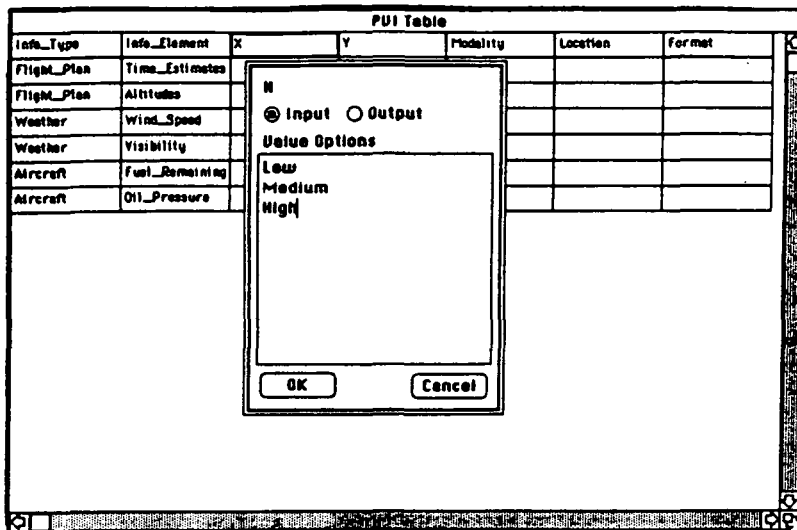 PVI Table
Info_Type Info_Element X Y Modality Location Format
Flight_Plan Time_Estimates
Flight_Plan Altitudes
Weather Wind_Speed
Weather Visibility
Aircraft Fuel_Remaining
Aircraft Oil_Pressure
Input Output
Value Options
Low
Medium
High
OK Cancel